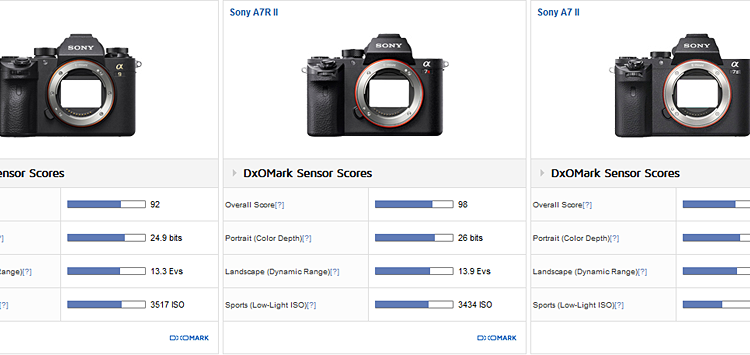 Sony A7R II
Sony A7 II
SONY
α
9
SONY
α
7R
SONY
α
7II
ensor Scores
DxOMark Sensor Scores
DxOMark Sensor Scores
92
Overall Score[?]
98
Overall Score[?]
?]
24.9 bits
Portrait (Color Depth)[?]
26 bits
Portrait (Color Depth)[?]
Range)[?]
13.3 Evs
Landscape (Dynamic Range)[?]
13.9 Evs
Landscape (Dynamic Range)[?]
[?]
3517 ISO
Sports (Low-Light ISO)[?]
3434 ISO
Sports (Low-Light ISO)[?]
DXOMARK
DXOMARK